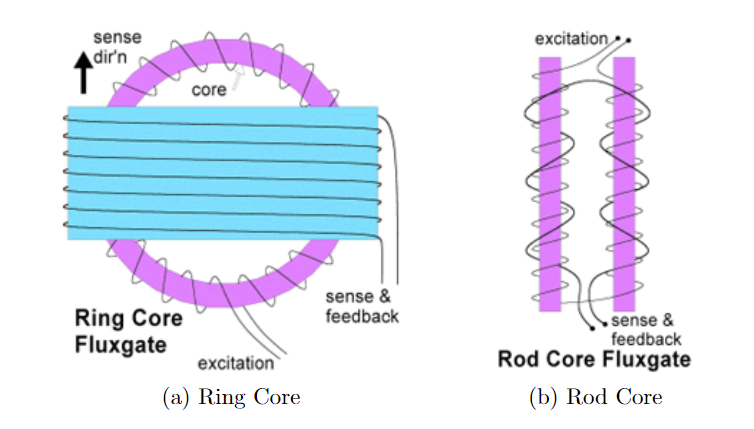 sense
dir'n
core
sense &
feedback
Ring Core
Fluxgate
excitation
(a) Ring Core
excitation
sense &
feedback
Rod Core Fluxgate
(b) Rod Core